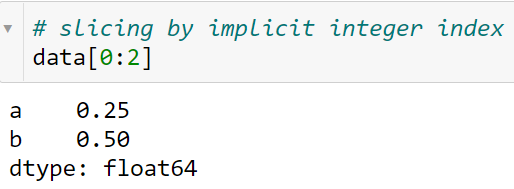 # slicing by implicit integer index
data[0:2]
a    0.25
b    0.50
dtype: float64